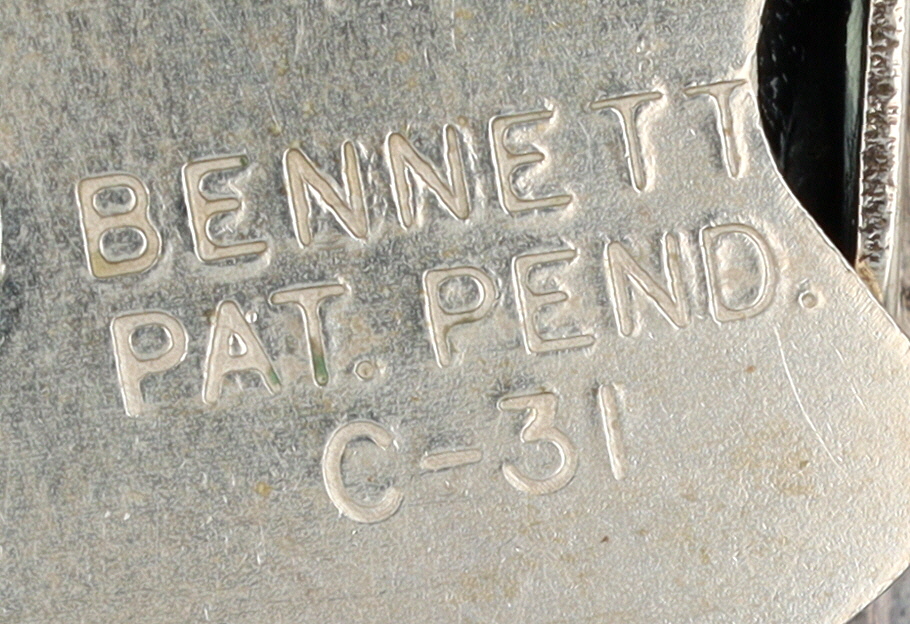 BENNETT
PAT. PEND.
C-31